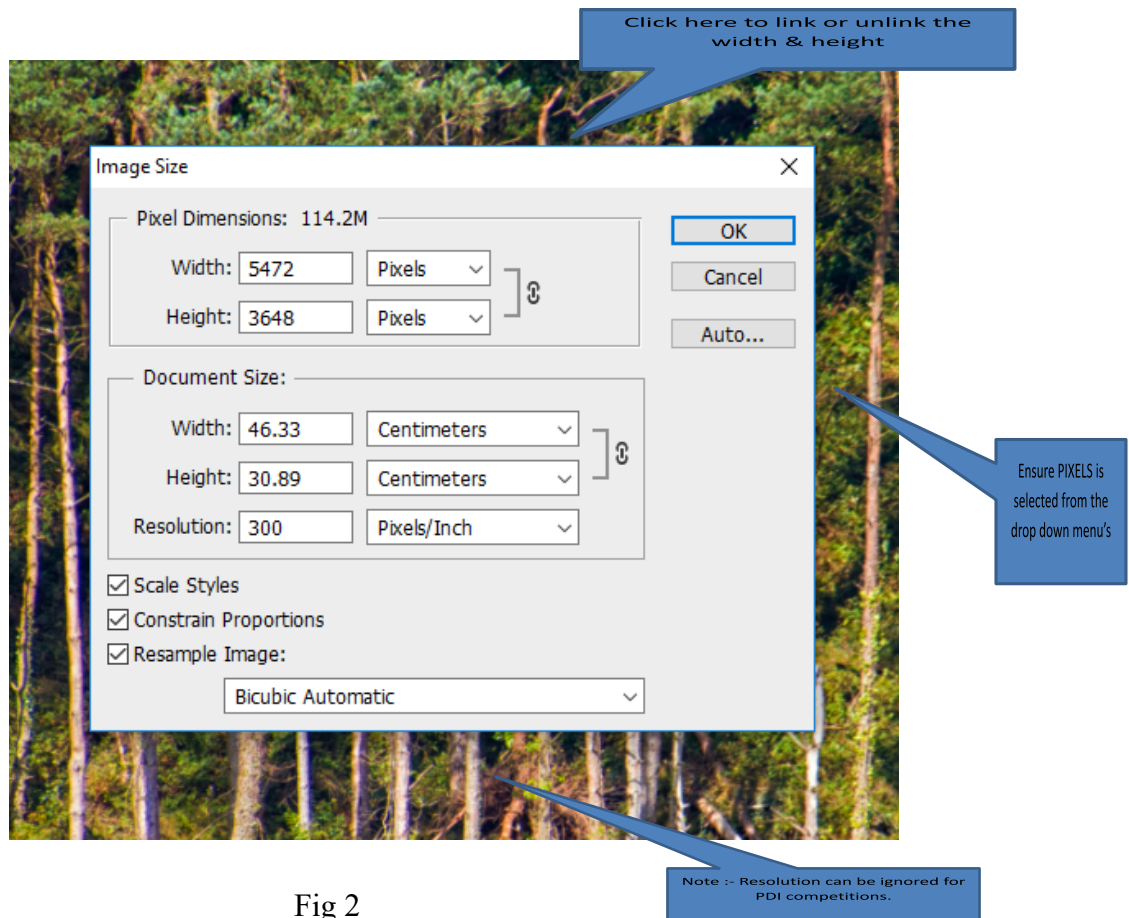 Click here to link or unlink the
width & height
Image Size
Pixel Dimensions: 114.2M
Width: 5472 Pixels
Height: 3648 Pixels
OK
Cancel
Auto...
Document Size:
Width: 46.33 Centimeters
Height: 30.89 Centimeters
Resolution: 300 Pixels/Inch
Scale Styles
Constrain Proportions
Resample Image:
Bicubic Automatic
Ensure PIXELS is
selected from the
drop down menu's
Note :- Resolution can be ignored for
PDI competitions.
Fig 2